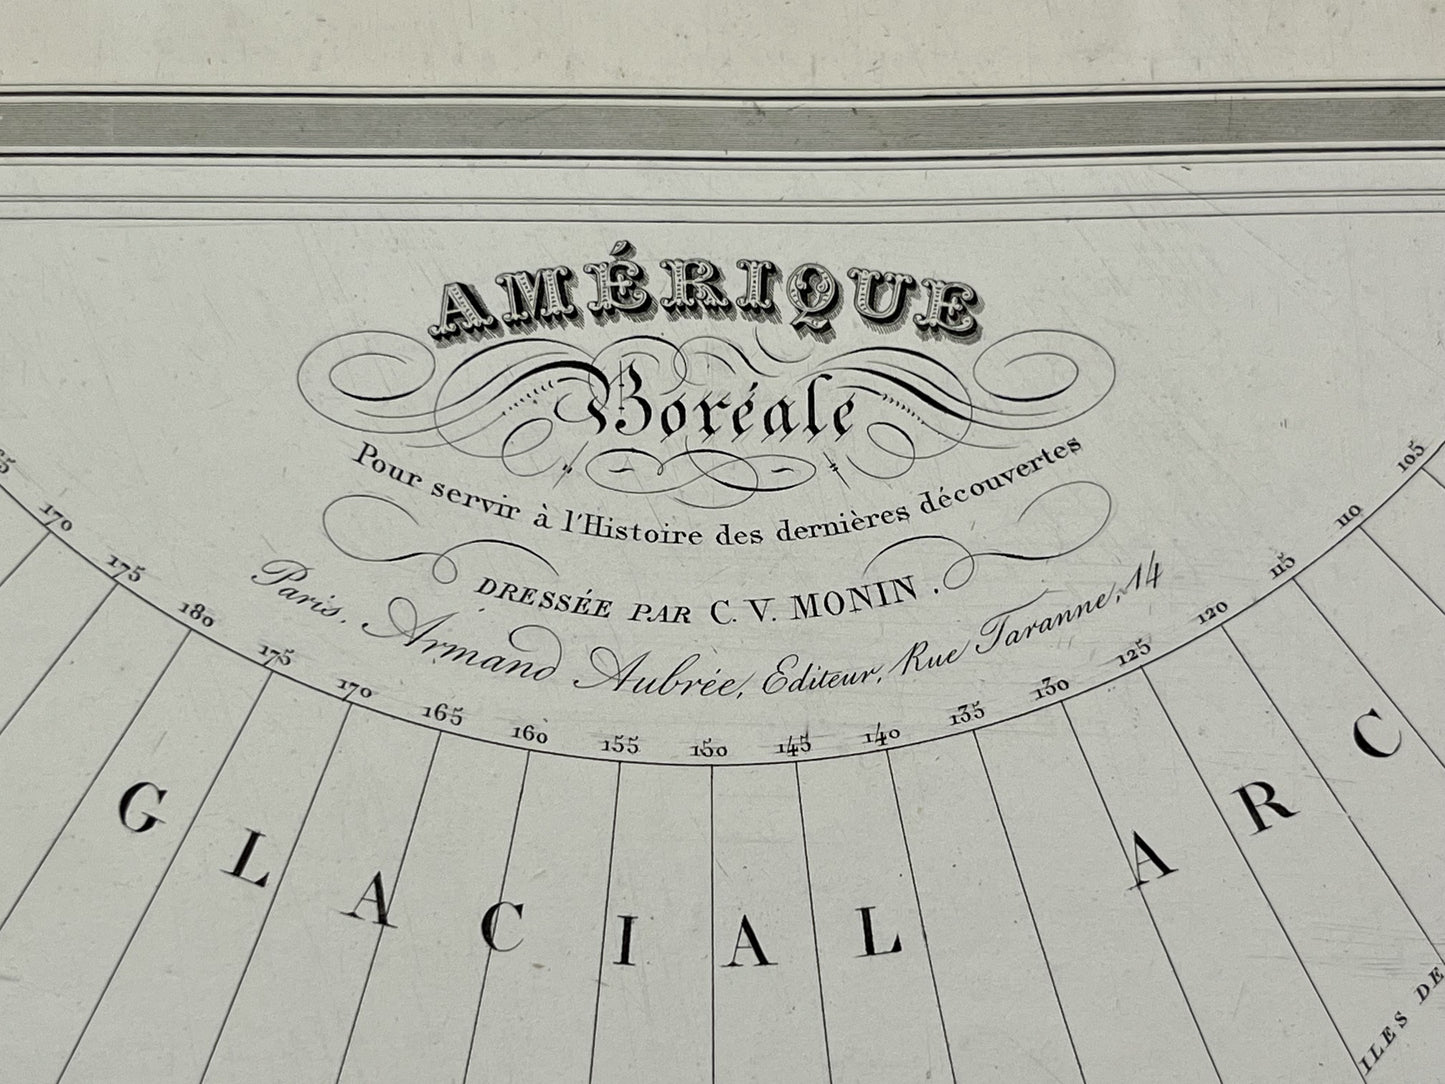 AMÉRIQUE
Boréale
Pour servir à l'Histoire des dernières découvertes
DRESSÉE PAR C. V. MONIN.
Paris, Armand Aubrée, Editeur, Rue Taranne, 14
170 175 180 175 170 165 160 155 150 145 140 135 130 125 120 115 110 105
GLACIAL ARC
ILES DE